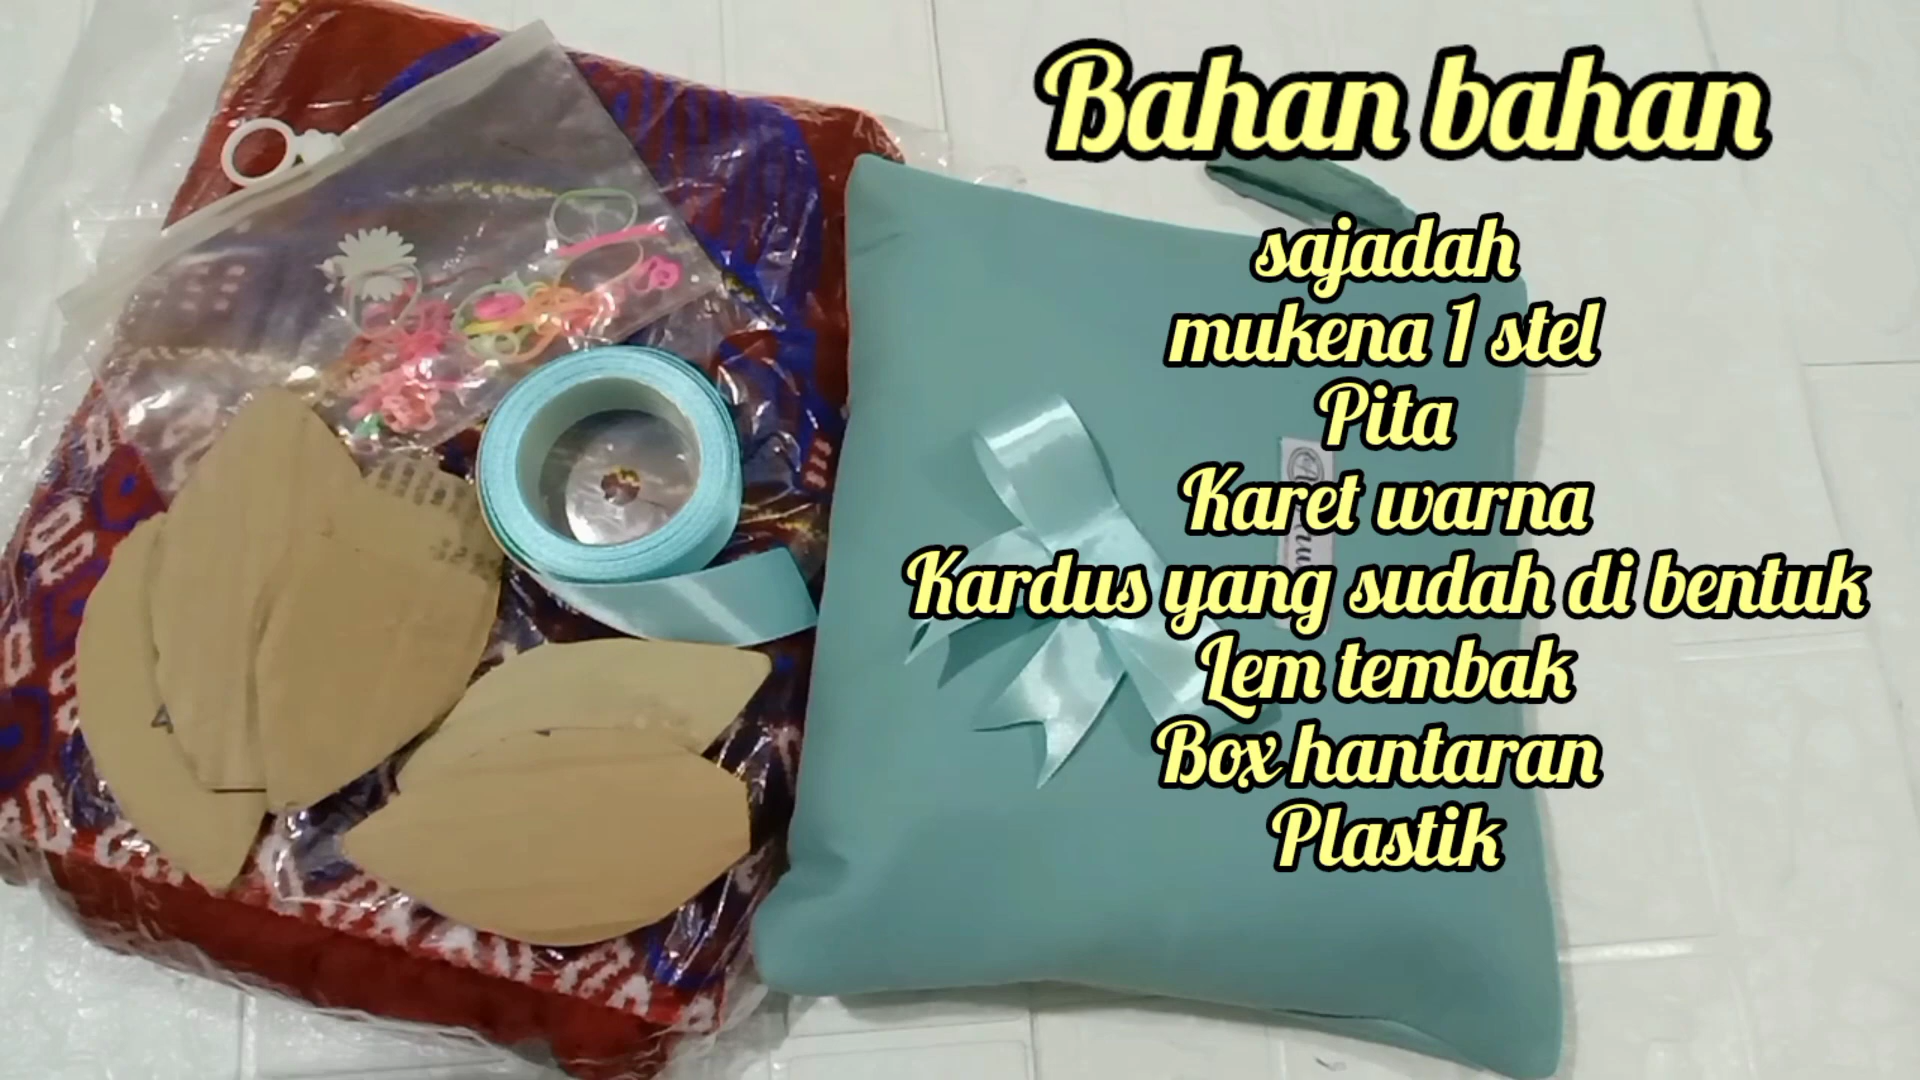 Bahan bahan
sajadah
mukena 1 stel
Pita
Karet warna
Kardus yang sudah di bentuk
Lem tembak
Box hantaran
Plastik